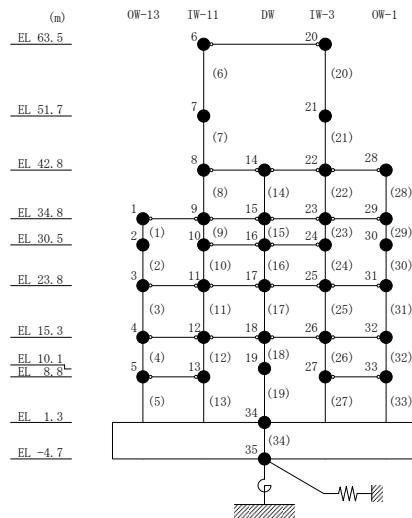 (m) OW-13 IW-11 DW IW-3 OW-1
EL 63.5 6 20
(6) (20)
EL 51.7 7 21
(7) (21)
EL 42.8 8 14 22 28
(8) (14) (22) (28)
EL 34.8 1 9 15 23 29
(1) (9) (15) (23) (29)
EL 30.5 2 10 16 24 30
(2) (10) (16) (24) (30)
EL 23.8 3 11 17 25 31
(3) (11) (17) (25) (31)
EL 15.3 4 12 18 26 32
(4) (12) (18) (26) (32)
EL 10.1 19
EL 8.8 5 13 27 33
(5) (13) (19) (27) (33)
EL 1.3 34
(34)
EL -4.7 35